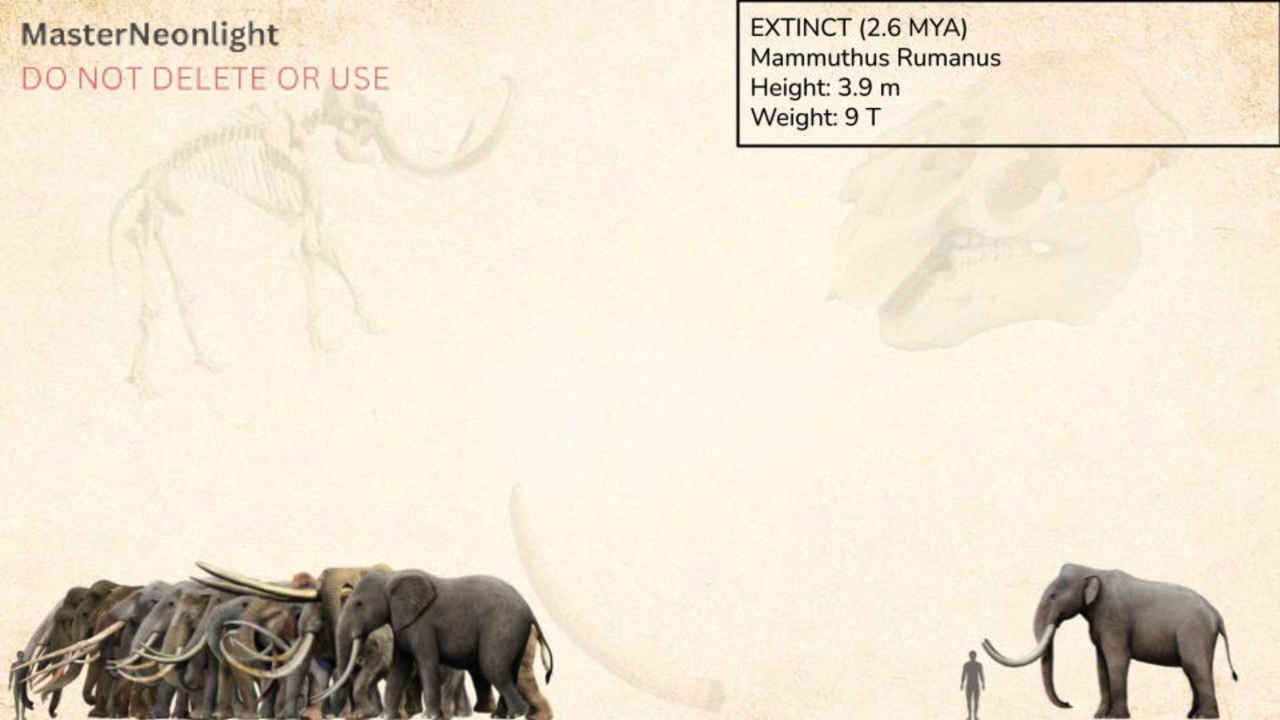 MasterNeonlight
DO NOT DELETE OR USE
EXTINCT (2.6 MYA)
Mammuthus Rumanus
Height: 3.9 m
Weight: 9 T